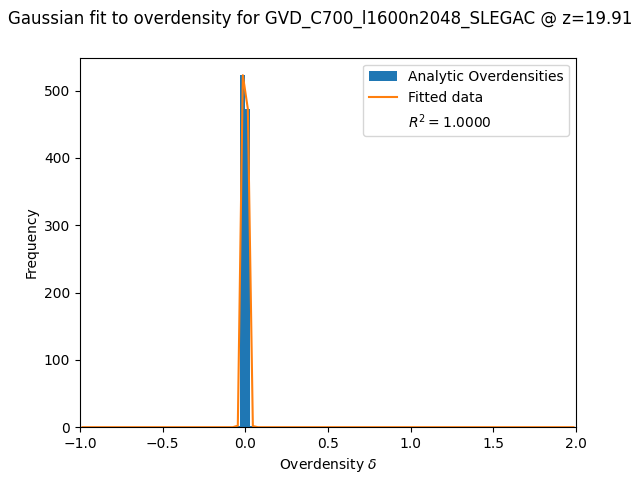 Gaussian fit to overdensity for GVD_C700_l1600n2048_SLEGAC @ z=19.91
Analytic Overdensities
Fitted data
R² = 1.0000
Frequency
500
400
300
200
100
0
−1.0 −0.5 0.0 0.5 1.0 1.5 2.0
Overdensity δ